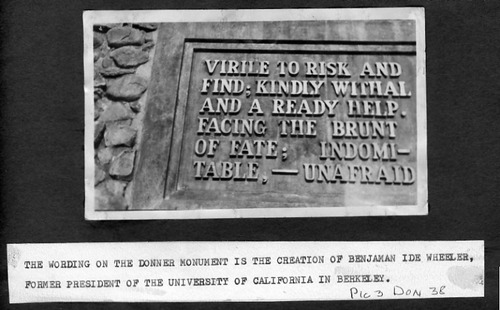 VIRILE TO RISK AND
FIND; KINDLY WITHAL
AND A READY HELP.
FACING THE BRUNT
OF FATE; INDOMI-
TABLE,— UNAFRAID
THE WORDING ON THE DONNER MONUMENT IS THE CREATION OF BENJAMAN IDE WHEELER,
FORMER PRESIDENT OF THE UNIVERSITY OF CALIFORNIA IN BERKELEY.
PIC 3 DON 38